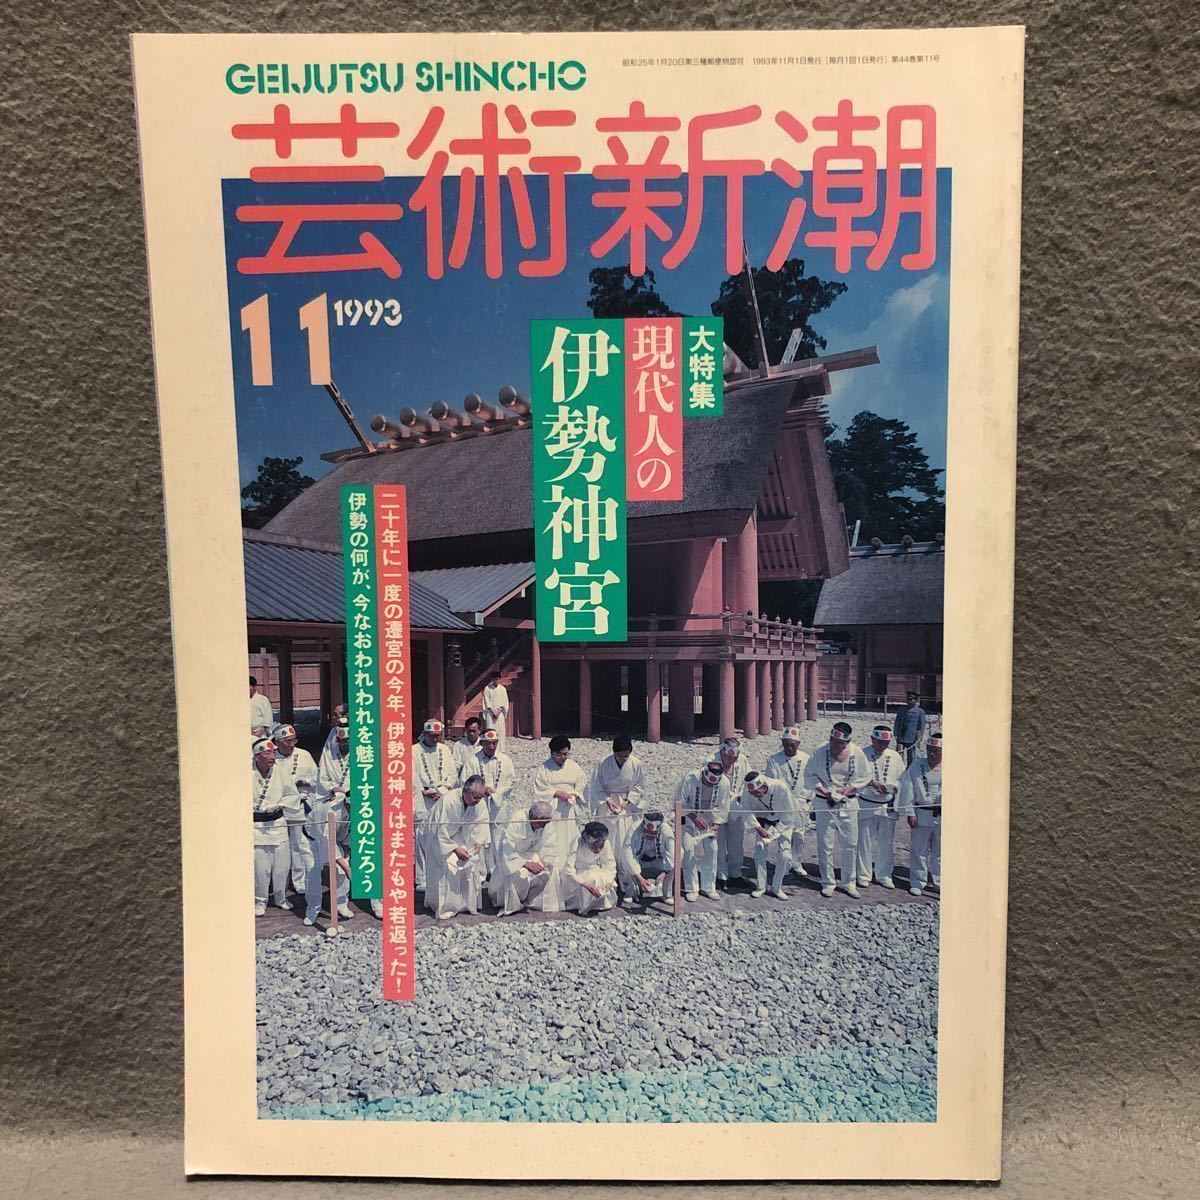 昭和25年1月20日第三種郵便物認可 1993年11月1日発行[毎月1回1日発行]第44巻第11号
GEIJUTSU SHINCHO
芸術新潮
11 1993
大特集
現代人の
伊勢神宮
二十年に一度の遷宮の今年、伊勢の神々はまたもや若返った!
伊勢の何が、今なおわれわれを魅了するのだろう